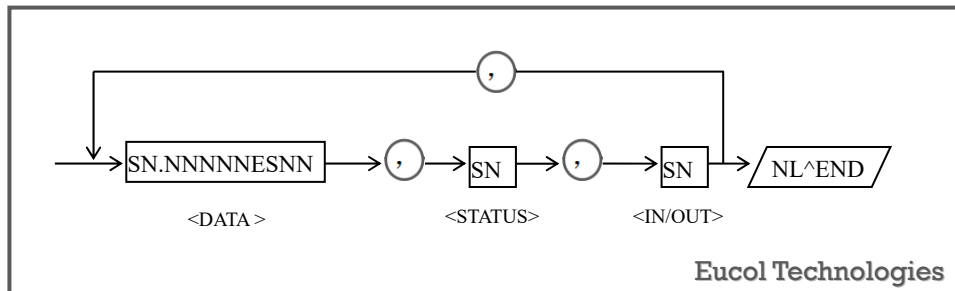 ,
SN.NNNNNESNN , SN , SN NL^END
<DATA > <STATUS> <IN/OUT>
Eucol Technologies